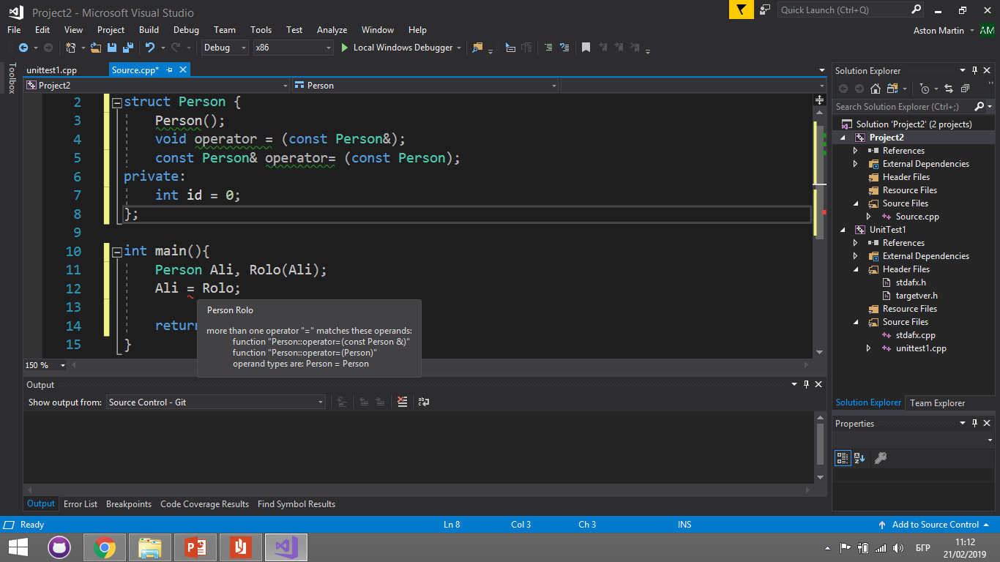 Project2 - Microsoft Visual Studio
Quick Launch (Ctrl+Q)
File Edit View Project Build Debug Team Tools Test Analyze Window Help
Aston Martin AM
Debug x86 Local Windows Debugger
Toolbox
unittest1.cpp Source.cpp*
Project2 Person
2 struct Person {
3 Person();
4 void operator = (const Person&);
5 const Person& operator= (const Person);
6 private:
7 int id = 0;
8 };
9
10 int main(){
11 Person Ali, Rolo(Ali);
12 Ali = Rolo;
13
14 return
15 }
Person Rolo
more than one operator "=" matches these operands:
function "Person::operator=(const Person &)"
function "Person::operator=(Person)"
operand types are: Person = Person
150 %
Output
Show output from: Source Control - Git
Output Error List Breakpoints Code Coverage Results Find Symbol Results
Solution Explorer
Search Solution Explorer (Ctrl+;)
Solution 'Project2' (2 projects)
Project2
References
External Dependencies
Header Files
Resource Files
Source Files
Source.cpp
UnitTest1
References
External Dependencies
Header Files
stdafx.h
targetver.h
Resource Files
Source Files
stdafx.cpp
unittest1.cpp
Solution Explorer Team Explorer
Properties
Ready Ln 8 Col 3 Ch 3 INS Add to Source Control
БГР
11:12
21/02/2019